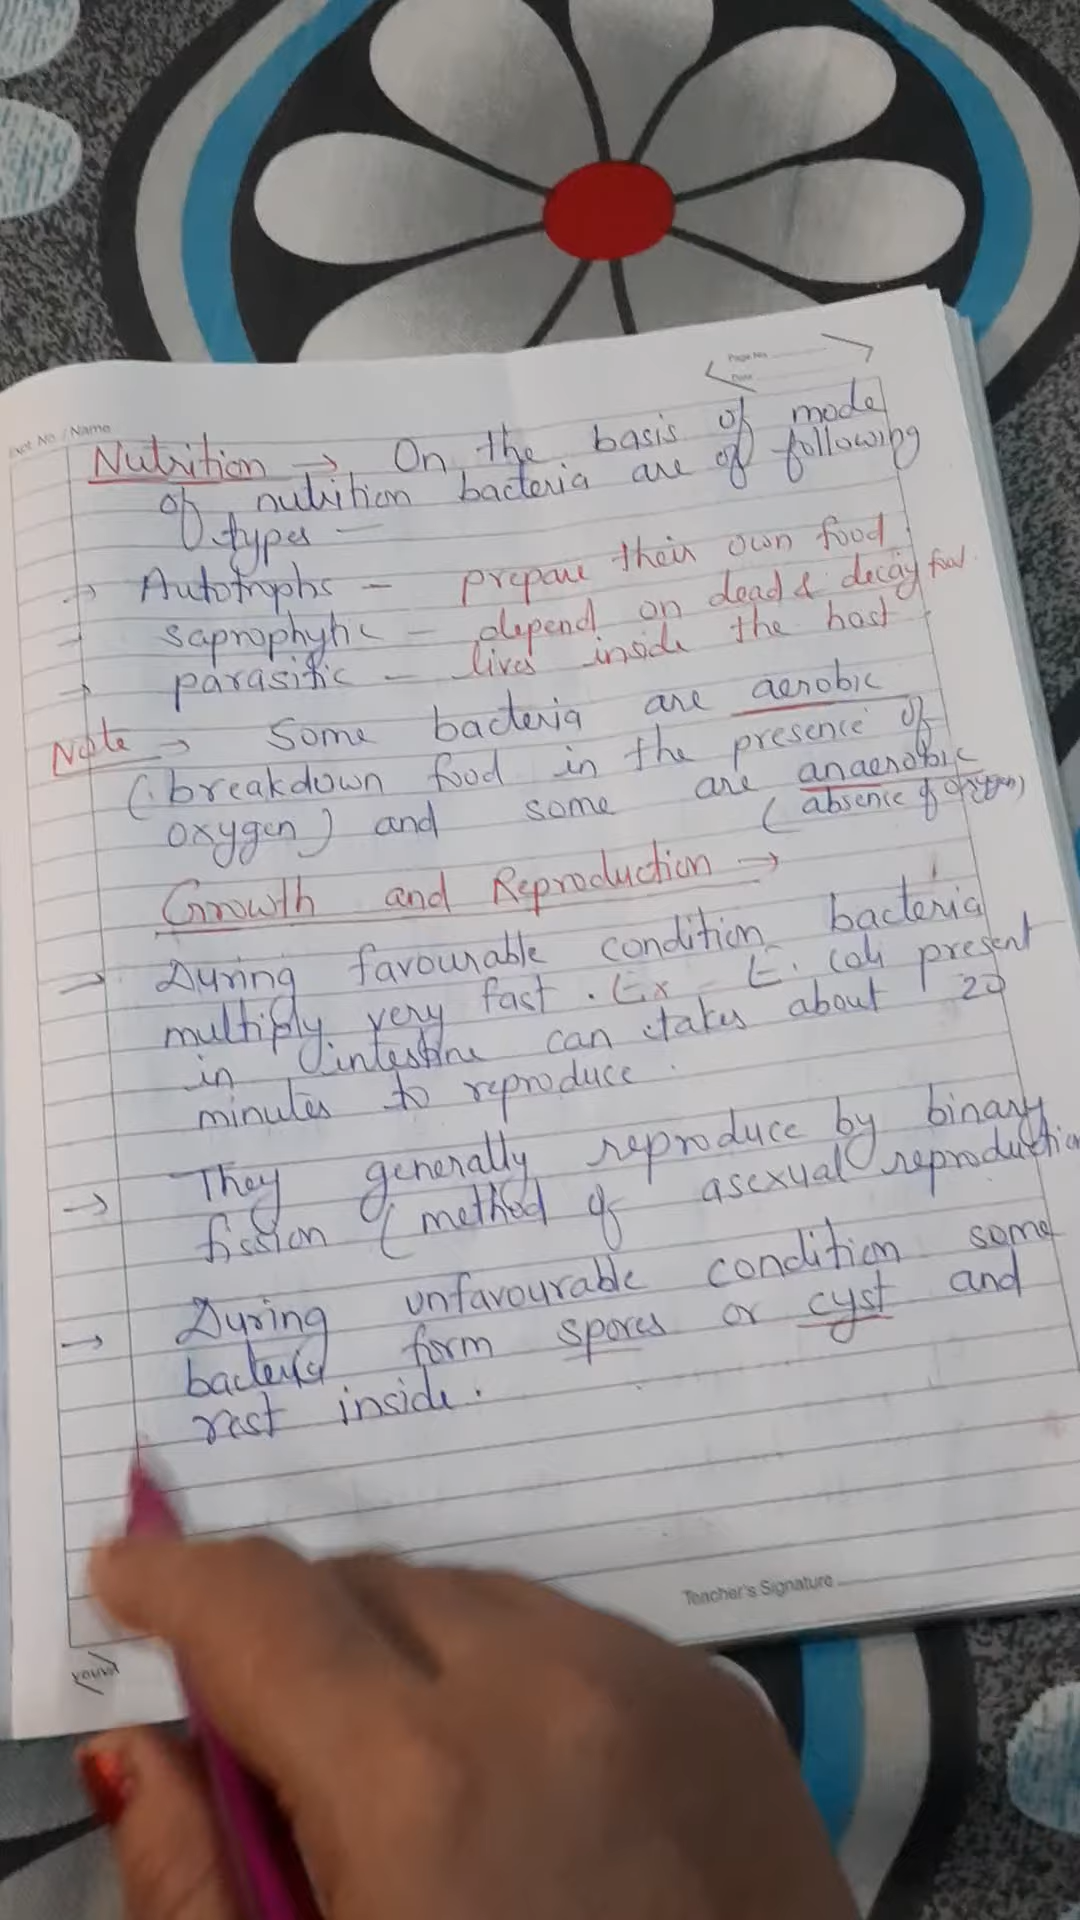 Page No.
Date
Expt No. / Name
Nutrition → On the basis of mode
of nutrition bacteria are of following
types —
→ Autotrophs – prepare their own food
→ saprophytic – depend on dead & decay food.
→ parasitic – lives inside the host
Note → Some bacteria are aerobic
(breakdown food in the presence of
oxygen) and some are anaerobic
(absence of oxygen)
Growth and Reproduction →
→ During favourable condition bacteria
multiply very fast. Ex – E. coli present
in intestine can takes about 20
minutes to reproduce.
→ They generally reproduce by binary
fission (method of asexual reproduction
→ During unfavourable condition some
bacteria form spores or cyst and
rest inside.
Teacher's Signature
youva